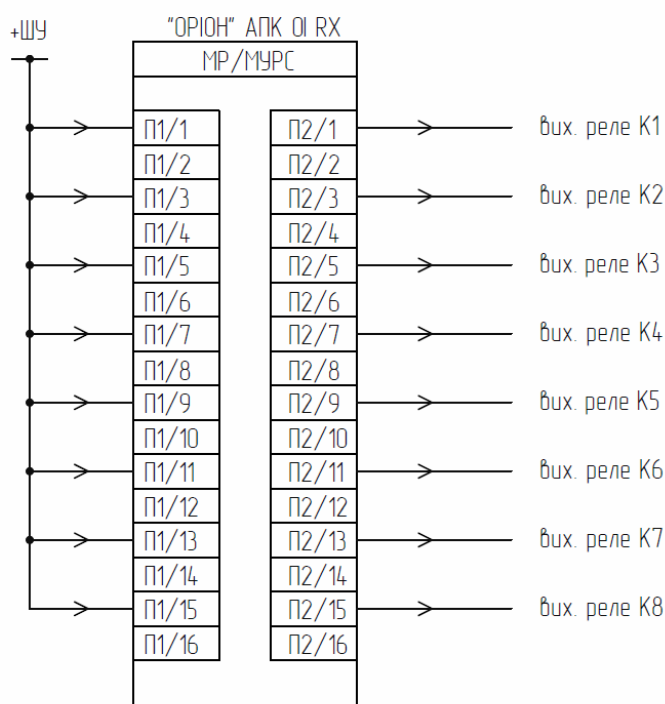 "ОРІОН" АПК ОІ RX
+ШУ
МР/МУРС
П1/1 П2/1 вих. реле К1
П1/2 П2/2
П1/3 П2/3 вих. реле К2
П1/4 П2/4
П1/5 П2/5 вих. реле К3
П1/6 П2/6
П1/7 П2/7 вих. реле К4
П1/8 П2/8
П1/9 П2/9 вих. реле К5
П1/10 П2/10
П1/11 П2/11 вих. реле К6
П1/12 П2/12
П1/13 П2/13 вих. реле К7
П1/14 П2/14
П1/15 П2/15 вих. реле К8
П1/16 П2/16